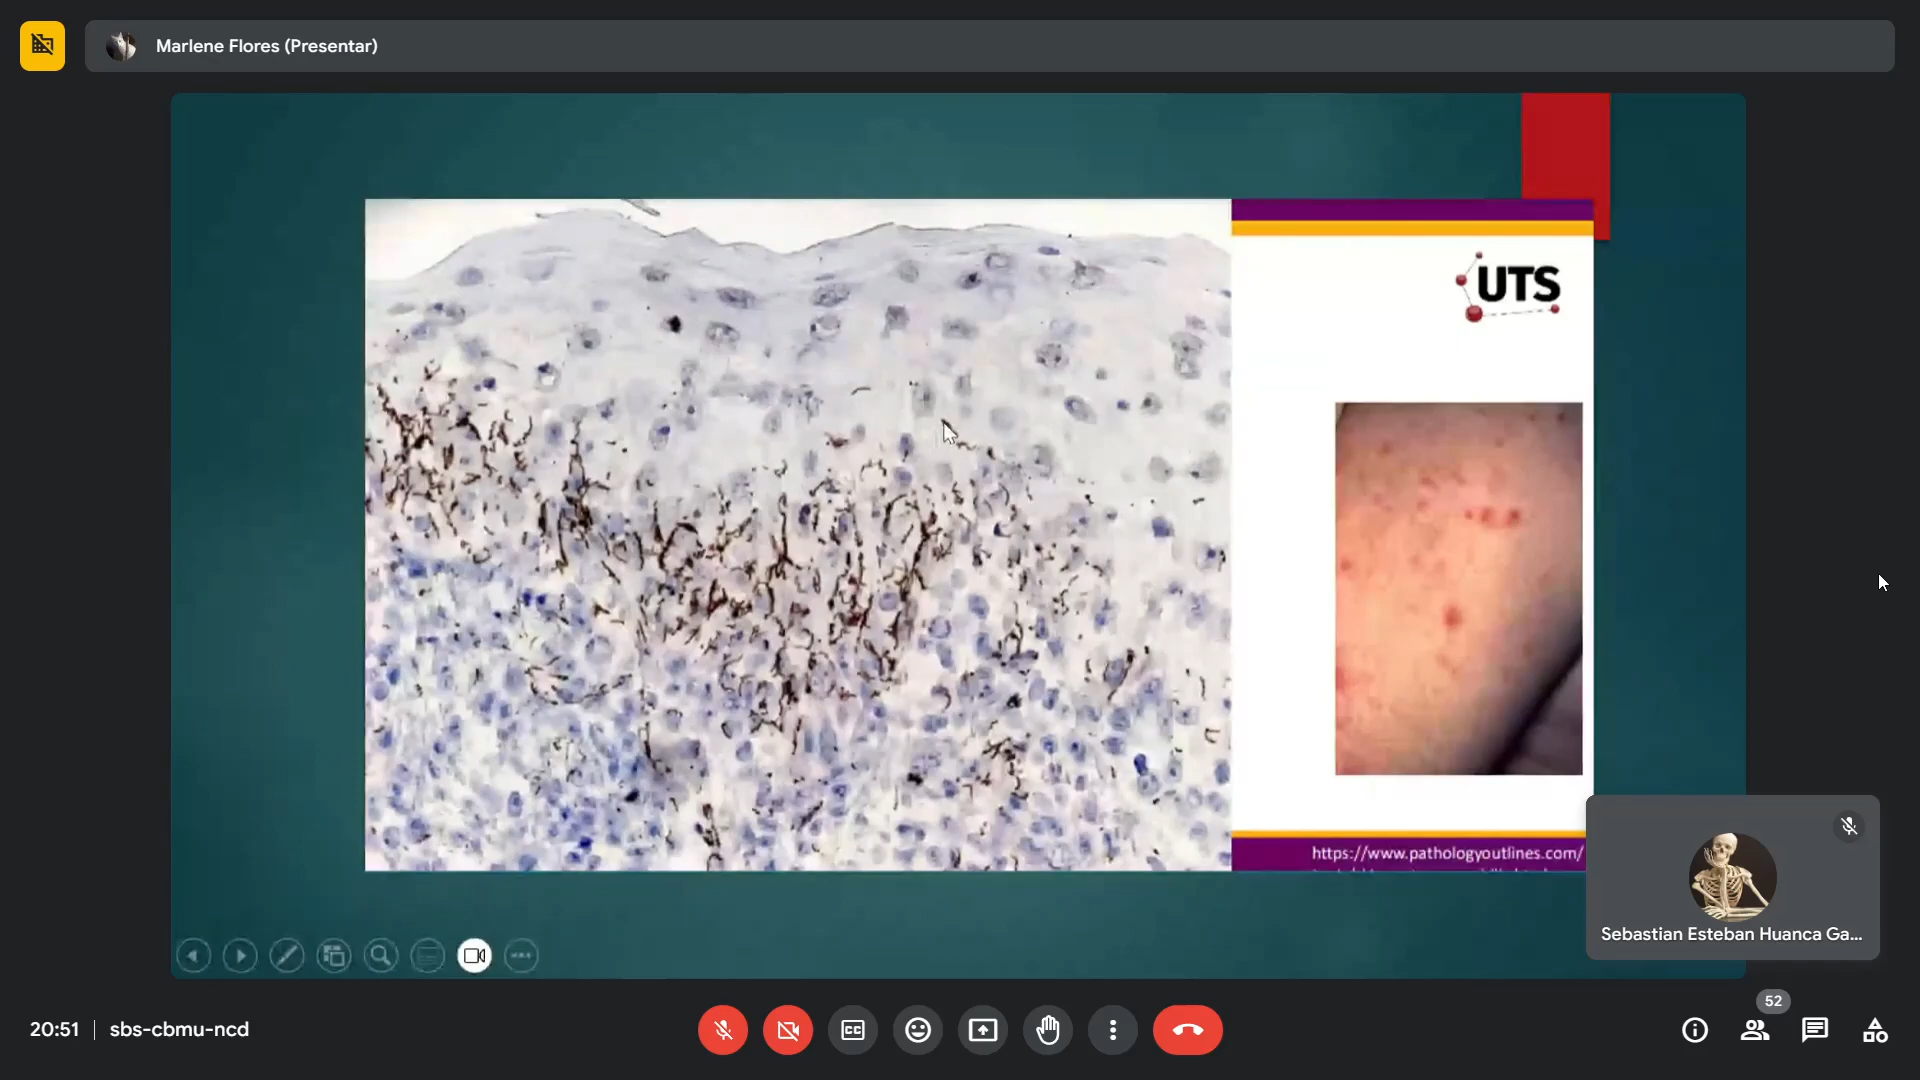 Marlene Flores (Presentar)
UTS
https://www.pathologyoutlines.com/
Sebastian Esteban Huanca Ga...
52
20:51 | sbs-cbmu-ncd